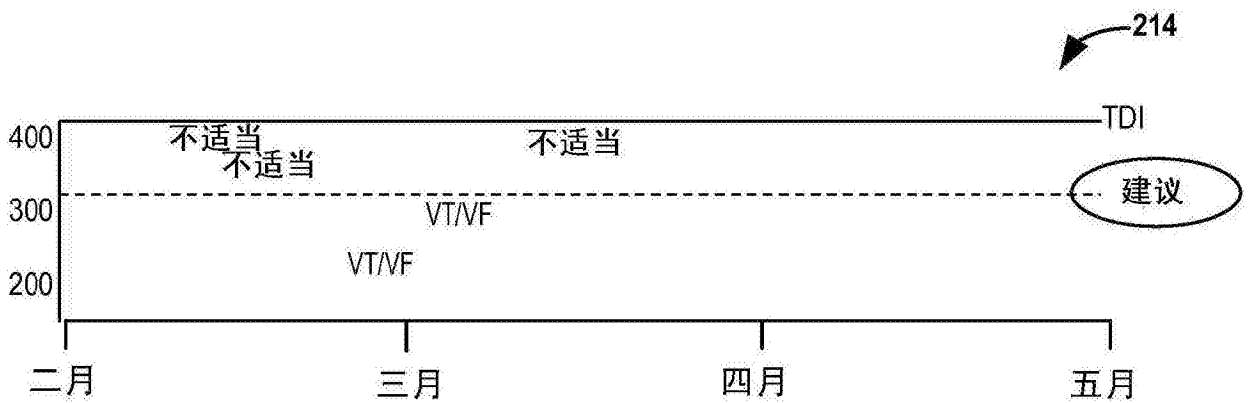 214
400
TDI
不适当
不适当
不适当
建议
300
VT/VF
VT/VF
200
二月
三月
四月
五月